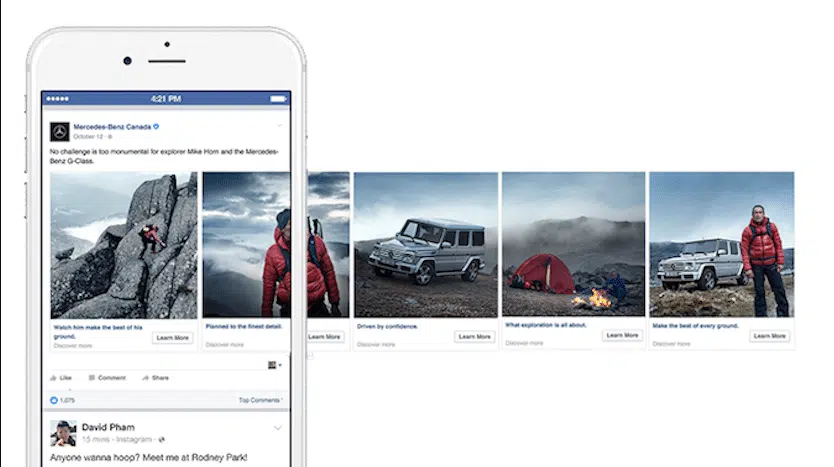 4:21 PM
Mercedes-Benz Canada
October 12
No challenge is too monumental for explorer Mike Horn and the Mercedes-
Benz G-Class.
Watch him make the best of his
ground.
Discover more
Learn More
Planned to the finest detail.
Discover more
Learn More
Driven by confidence.
Discover more
Learn More
What exploration is all about.
Discover more
Learn More
Make the best of every ground.
Discover more
Learn More
Like
Comment
Share
1,075
Top Comments
David Pham
15 mins · Instagram ·
Anyone wanna hoop? Meet me at Rodney Park!